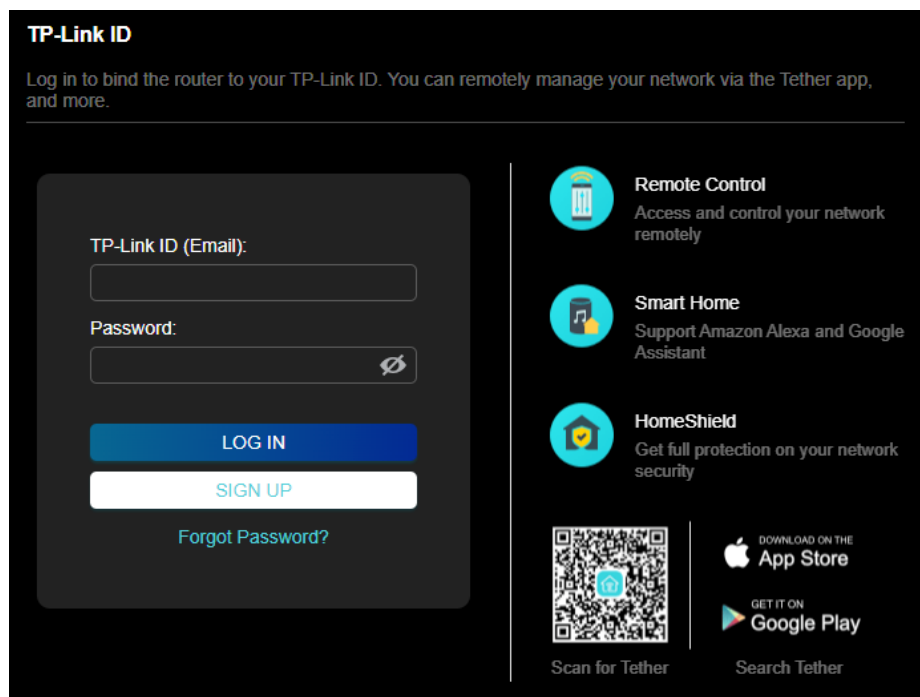 TP-Link ID
Log in to bind the router to your TP-Link ID. You can remotely manage your network via the Tether app,
and more.
TP-Link ID (Email):
Password:
LOG IN
SIGN UP
Forgot Password?
Remote Control
Access and control your network
remotely
Smart Home
Support Amazon Alexa and Google
Assistant
HomeShield
Get full protection on your network
security
Scan for Tether
DOWNLOAD ON THE
App Store
GET IT ON
Google Play
Search Tether